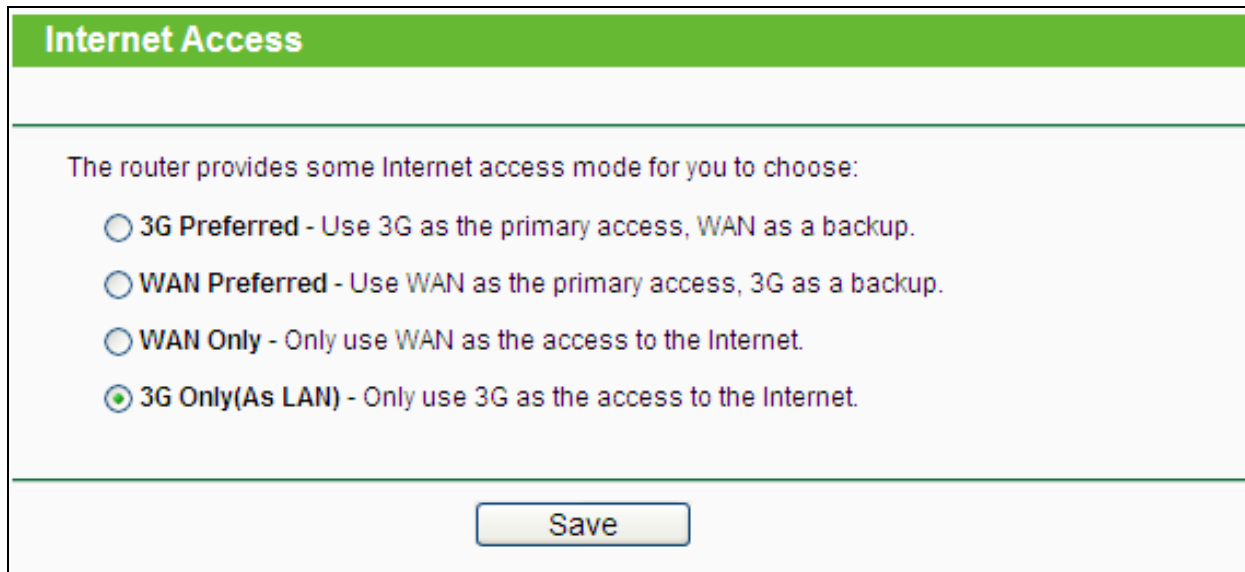 Internet Access
The router provides some Internet access mode for you to choose:
3G Preferred - Use 3G as the primary access, WAN as a backup.
WAN Preferred - Use WAN as the primary access, 3G as a backup.
WAN Only - Only use WAN as the access to the Internet.
3G Only(As LAN) - Only use 3G as the access to the Internet.
Save